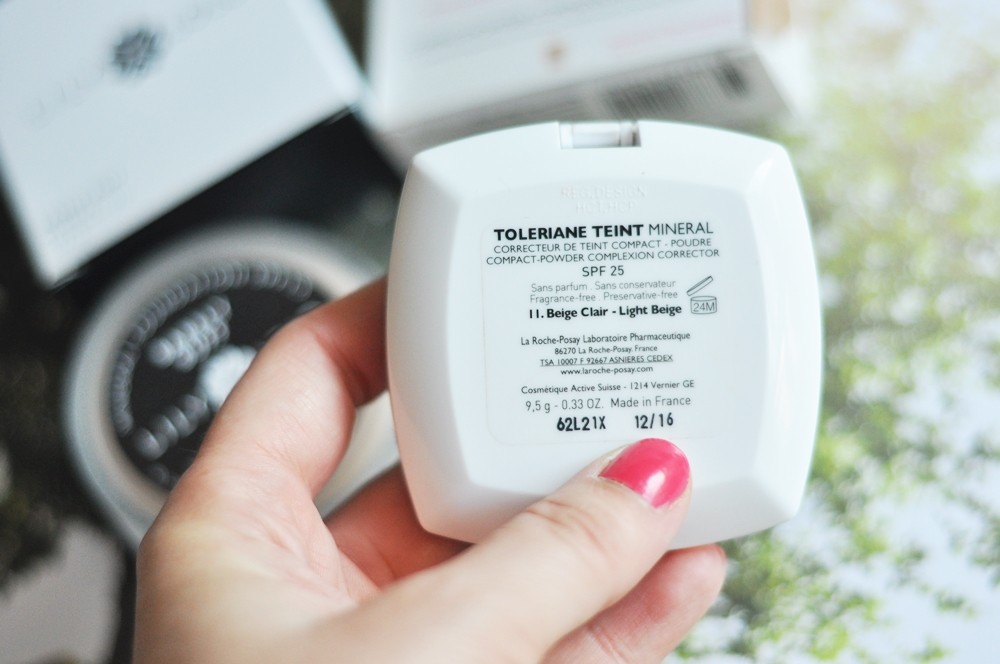 TOLERIANE TEINT MINERAL
CORRECTEUR DE TEINT COMPACT - POUDRE
COMPACT-POWDER COMPLEXION CORRECTOR
SPF 25
Sans parfum . Sans conservateur
Fragrance-free . Preservative-free
24M
11. Beige Clair - Light Beige
La Roche-Posay Laboratoire Pharmaceutique
86270 La Roche-Posay. France
TSA 10007 F 92667 ASNIERES CEDEX
www.laroche-posay.com
Cosmétique Active Suisse - 1214 Vernier GE
9,5 g - 0.33 OZ. Made in France
62L21X 12/16